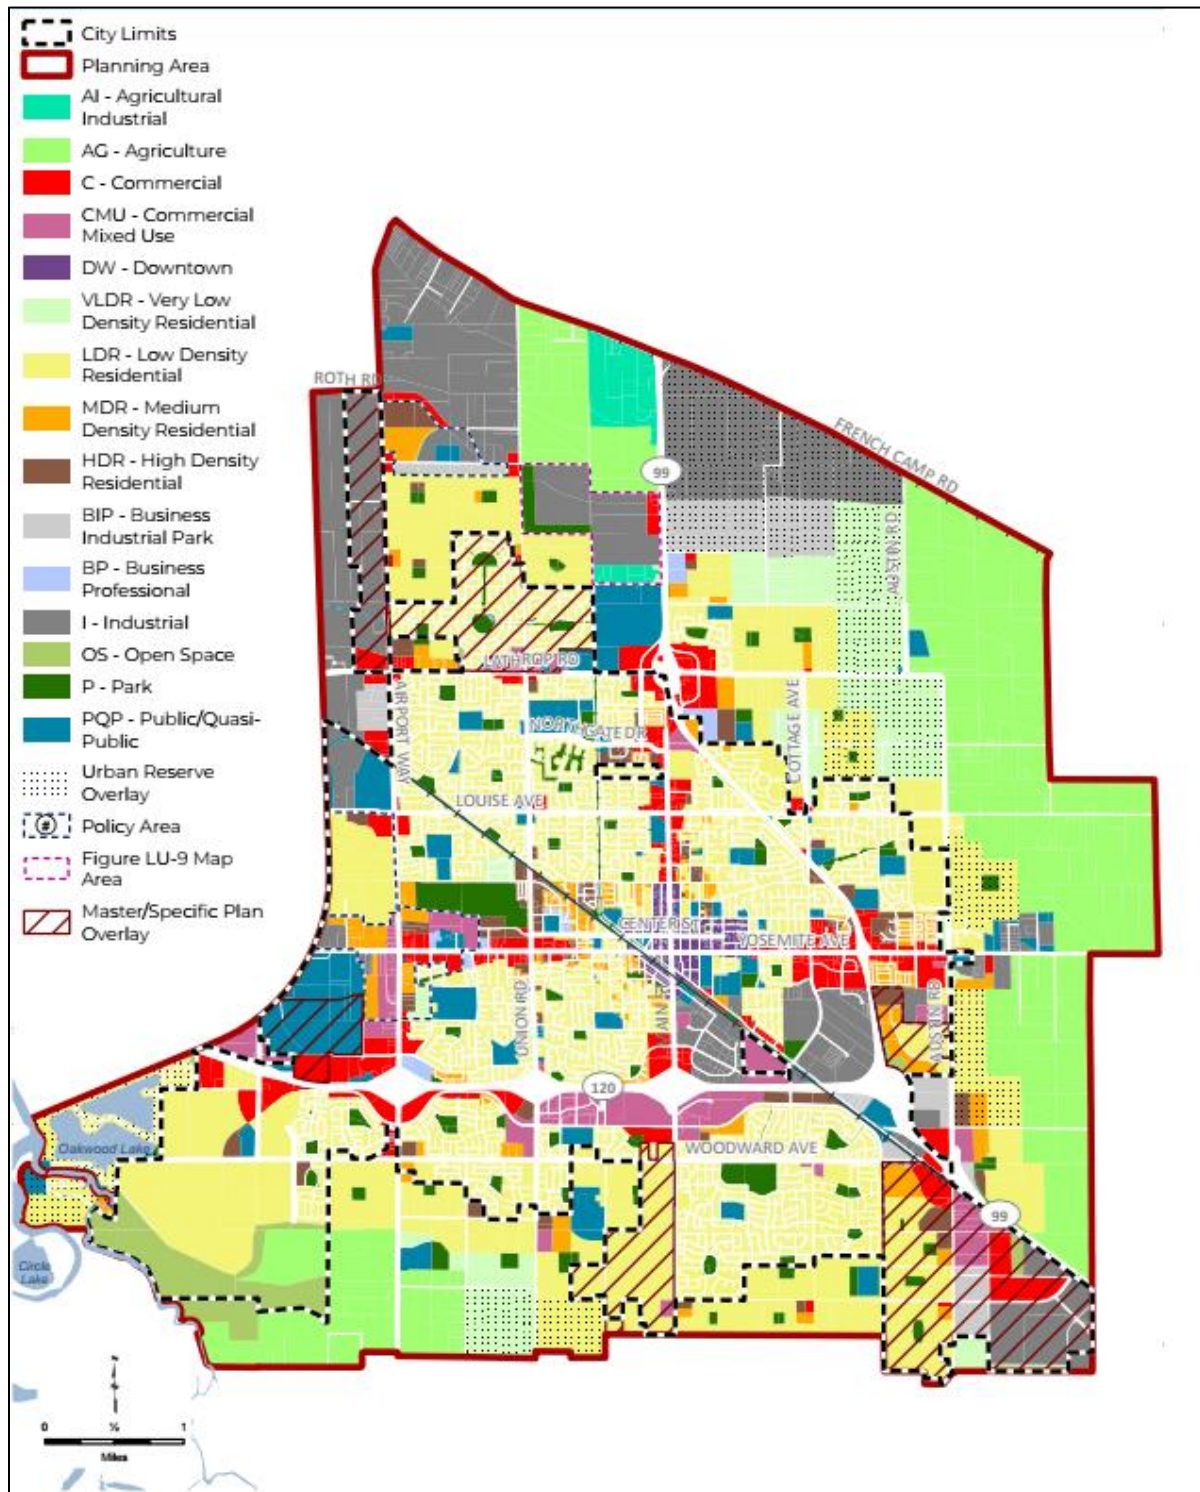 City Limits
Planning Area
AI - Agricultural
Industrial
AG - Agriculture
C - Commercial
CMU - Commercial
Mixed Use
DW - Downtown
VLDR - Very Low
Density Residential
LDR - Low Density
Residential
MDR - Medium
Density Residential
HDR - High Density
Residential
BIP - Business
Industrial Park
BP - Business
Professional
I - Industrial
OS - Open Space
P - Park
PQP - Public/Quasi-
Public
Urban Reserve
Overlay
#
Policy Area
Figure LU-9 Map
Area
Master/Specific Plan
Overlay
ROTH RD
FRENCH CAMP RD
99
AUSTIN RD
LATHROP RD
AIRPORT WAY
NORTHGATE DR
COTTAGE AVE
LOUISE AVE
CENTER ST
YOSEMITE AVE
UNION RD
MAIN
AUSTIN RD
120
Oakwood Lake
WOODWARD AVE
99
Circle
Lake
0
½
1
Miles